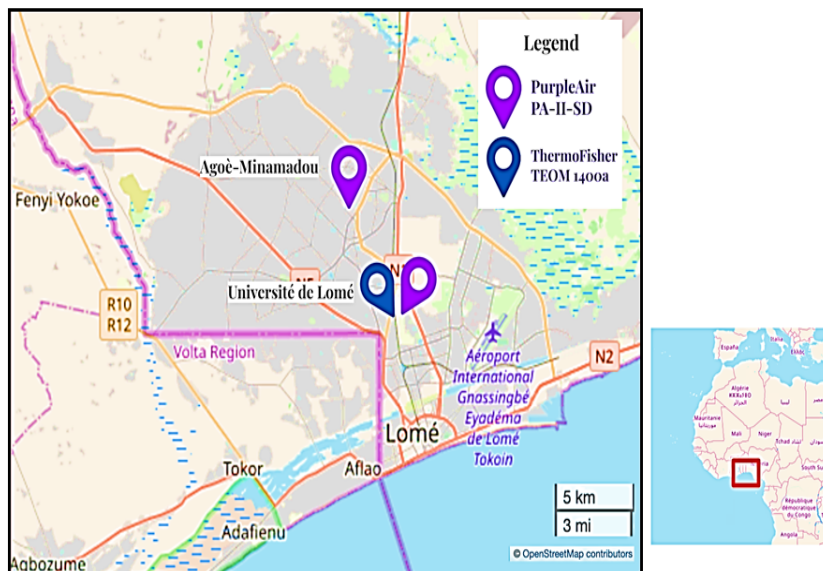 Legend
PurpleAir
PA-II-SD
ThermoFisher
TEOM 1400a
Agoè-Minamadou
Fenyi Yokoe
Université de Lomé
R10
R12
Volta Region
N2
Aéroport
International
Gnassingbé
Eyadéma
de Lomé
Tokoin
Lomé
Tokor
Aflao
Adafienu
Agbozume
5 km
3 mi
© OpenStreetMap contributors
España
Italia
Mauritanie
Mali
Niger
Tchad
South Su
République
démocratique
du Congo
Angola